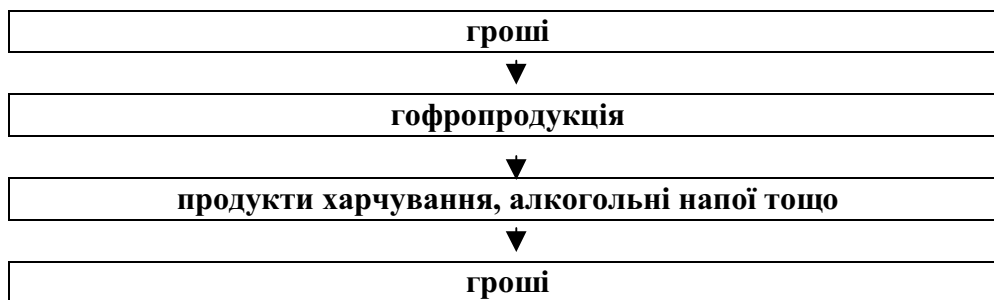 гроші
гофропродукція
продукти харчування, алкогольні напої тощо
гроші